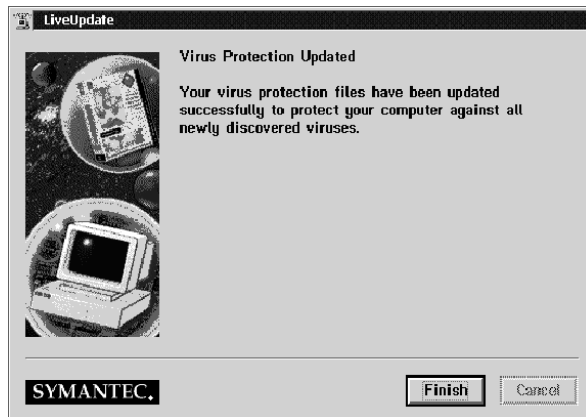 LiveUpdate
Virus Protection Updated
Your virus protection files have been updated
successfully to protect your computer against all
newly discovered viruses.
SYMANTEC.
Finish
Cancel